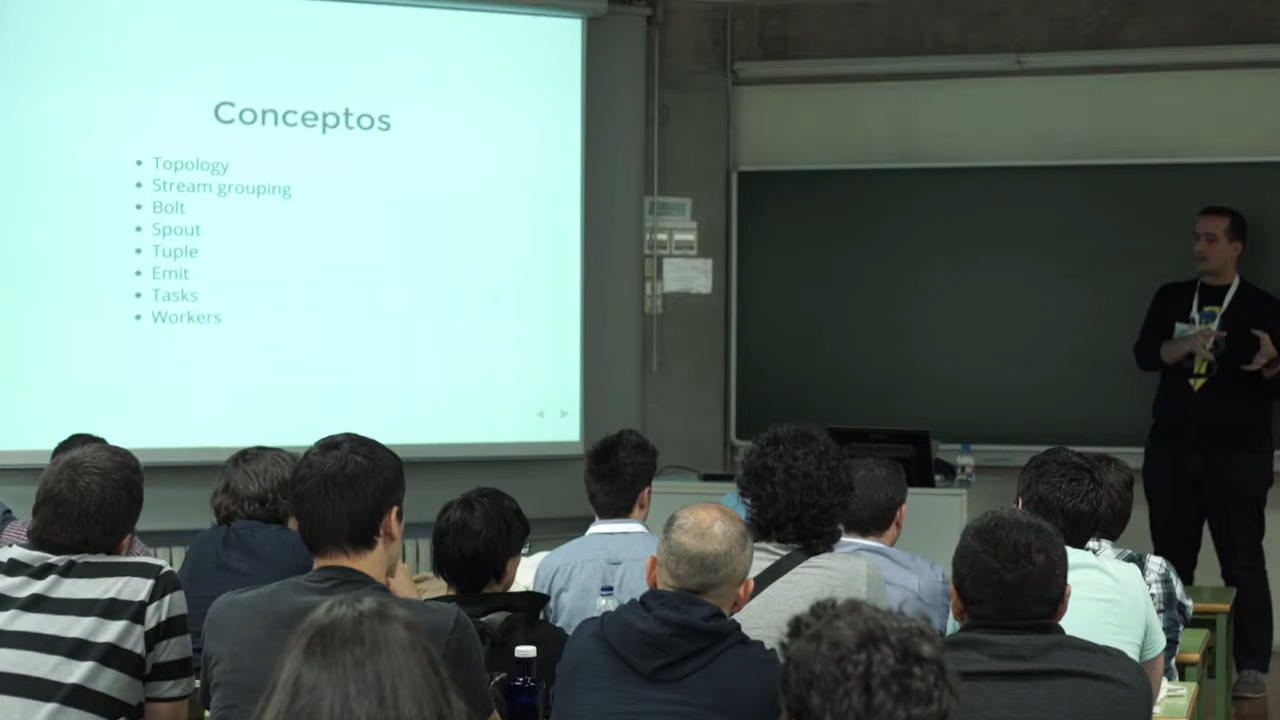 Conceptos
Topology
Stream grouping
Bolt
Spout
Tuple
Emit
Tasks
Workers